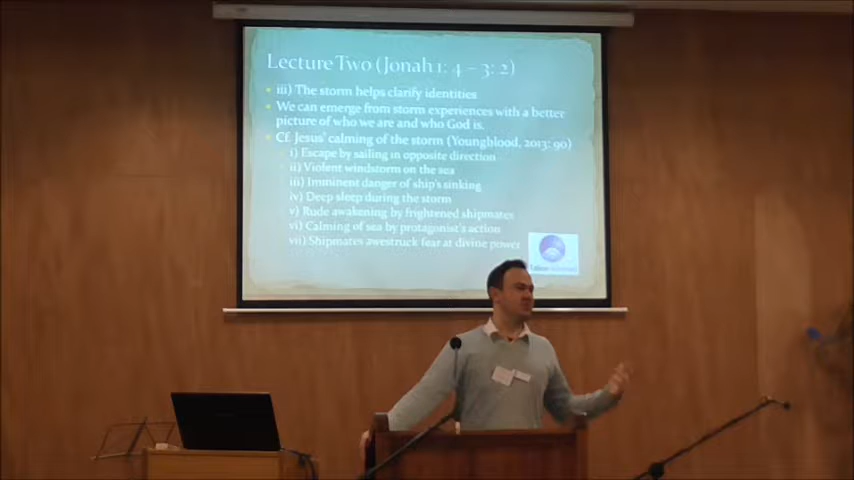 Lecture Two (Jonah 1: 4 – 3: 2)
iii) The storm helps clarify identities
We can emerge from storm experiences with a better
picture of who we are and who God is.
Cf. Jesus' calming of the storm (Youngblood, 2013: 90)
i) Escape by sailing in opposite direction
ii) Violent windstorm on the sea
iii) Imminent danger of ship's sinking
iv) Deep sleep during the storm
v) Rude awakening by frightened shipmates
vi) Calming of sea by protagonist's action
vii) Shipmates awestruck fear at divine power